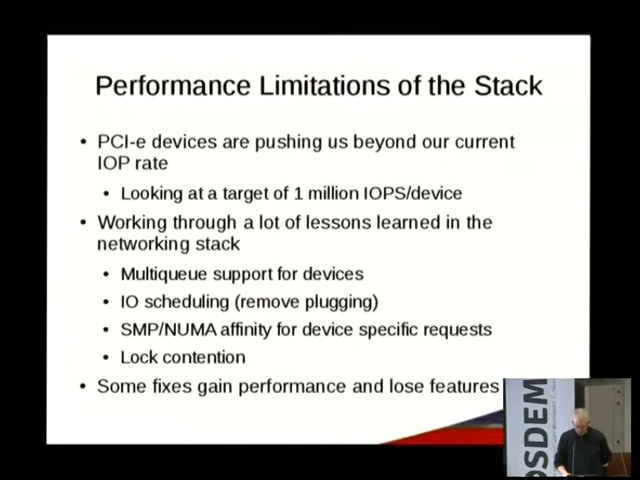 Performance Limitations of the Stack
• PCI-e devices are pushing us beyond our current
IOP rate
• Looking at a target of 1 million IOPS/device
• Working through a lot of lessons learned in the
networking stack
• Multiqueue support for devices
• IO scheduling (remove plugging)
• SMP/NUMA affinity for device specific requests
• Lock contention
• Some fixes gain performance and lose features
OSDEM